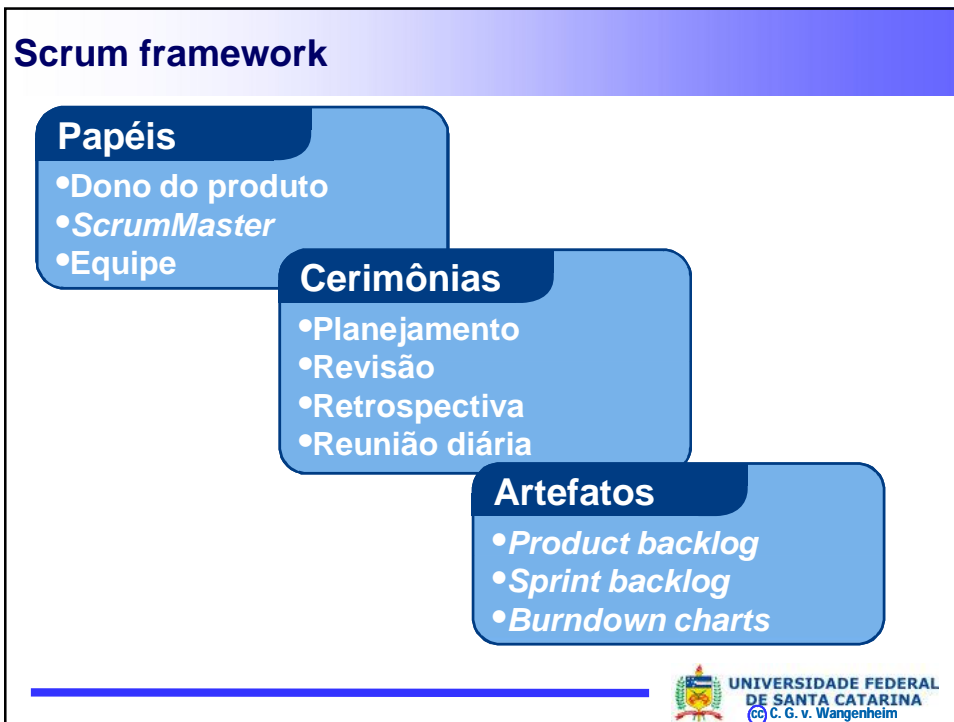 Scrum framework
Papéis
•Dono do produto
•ScrumMaster
•Equipe
Cerimônias
•Planejamento
•Revisão
•Retrospectiva
•Reunião diária
Artefatos
•Product backlog
•Sprint backlog
•Burndown charts
UNIVERSIDADE FEDERAL
DE SANTA CATARINA
(cc) C. G. v. Wangenheim